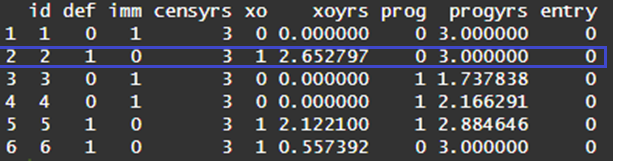 id def imm censyrs xo xoyrs prog progyrs entry
1 1 0 1 3 0 0.000000 0 3.000000 0
2 2 1 0 3 1 2.652797 0 3.000000 0
3 3 0 1 3 0 0.000000 1 1.737838 0
4 4 0 1 3 0 0.000000 1 2.166291 0
5 5 1 0 3 1 2.122100 1 2.884646 0
6 6 1 0 3 1 0.557392 0 3.000000 0